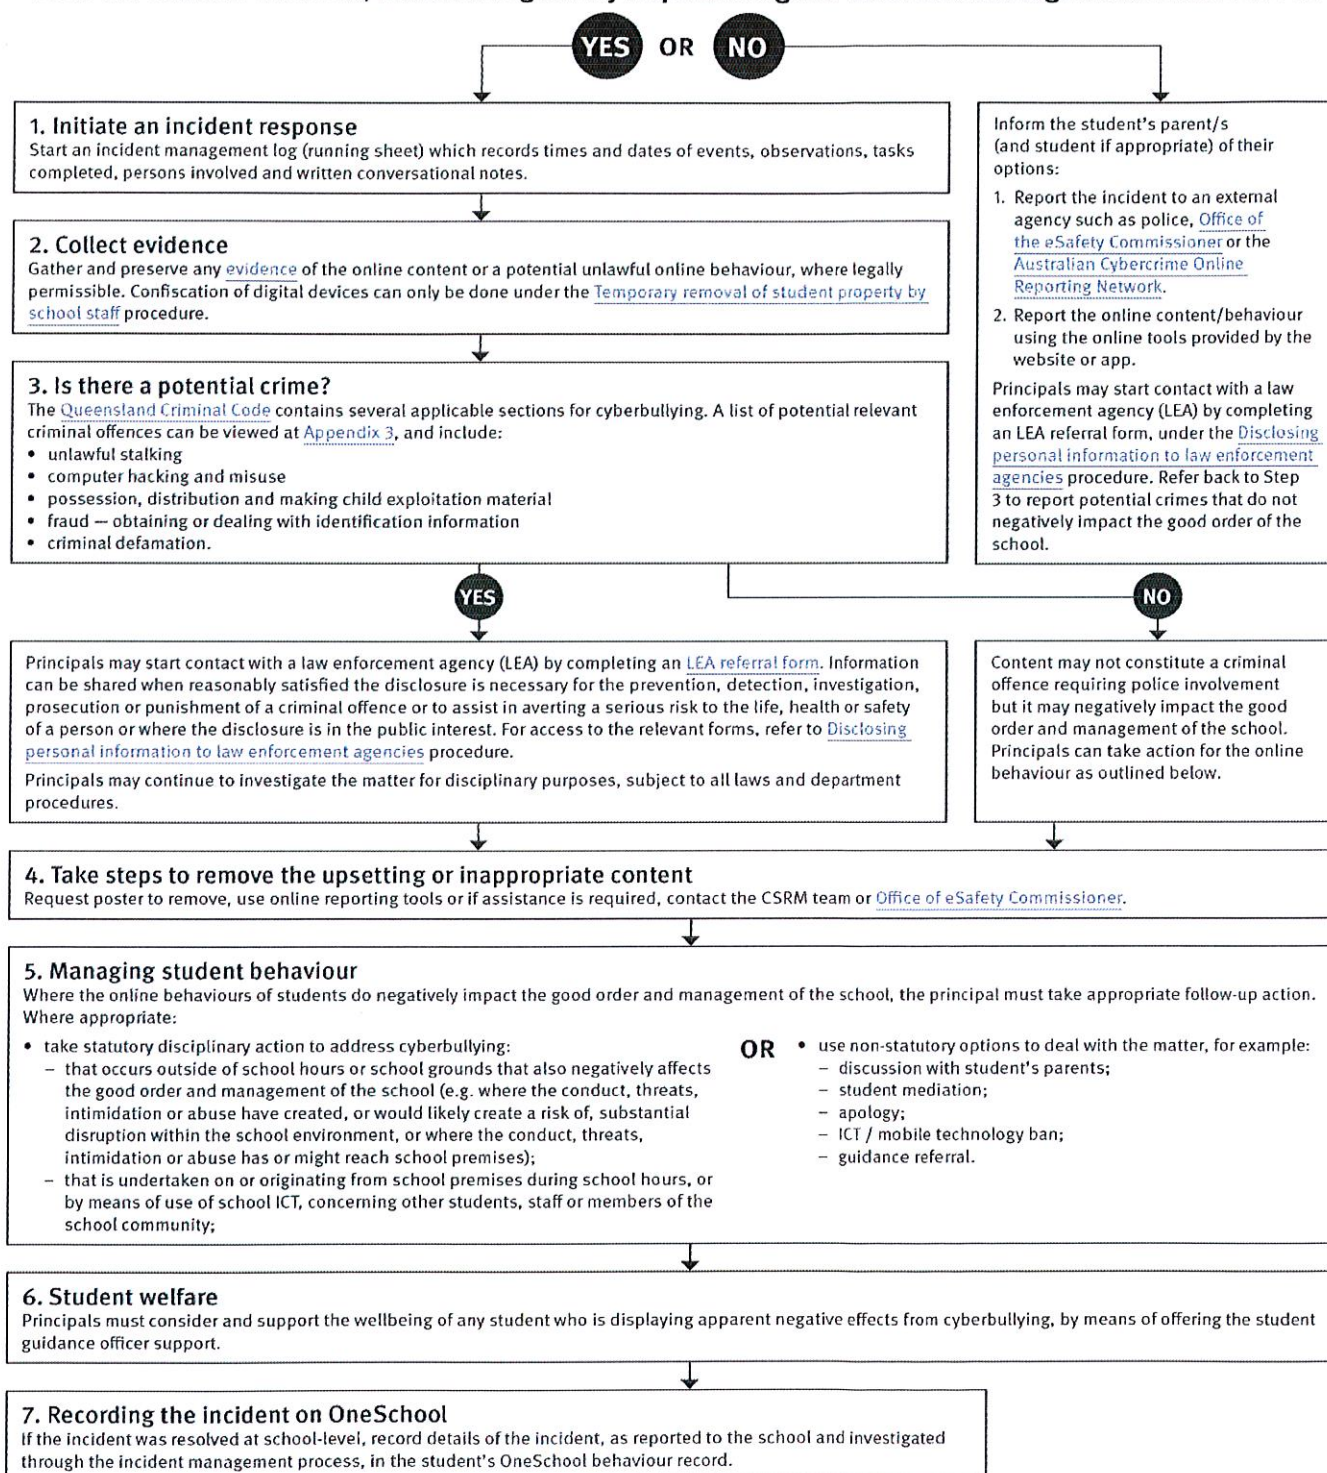 YES OR NO
1. Initiate an incident response
Start an incident management log (running sheet) which records times and dates of events, observations, tasks
completed, persons involved and written conversational notes.
2. Collect evidence
Gather and preserve any evidence of the online content or a potential unlawful online behaviour, where legally
permissible. Confiscation of digital devices can only be done under the Temporary removal of student property by
school staff procedure.
3. Is there a potential crime?
The Queensland Criminal Code contains several applicable sections for cyberbullying. A list of potential relevant
criminal offences can be viewed at Appendix 3, and include:
• unlawful stalking
• computer hacking and misuse
• possession, distribution and making child exploitation material
• fraud — obtaining or dealing with identification information
• criminal defamation.
Inform the student's parent/s
(and student if appropriate) of their
options:
1. Report the incident to an external
agency such as police, Office of
the eSafety Commissioner or the
Australian Cybercrime Online
Reporting Network.
2. Report the online content/behaviour
using the online tools provided by the
website or app.
Principals may start contact with a law
enforcement agency (LEA) by completing
an LEA referral form, under the Disclosing
personal information to law enforcement
agencies procedure. Refer back to Step
3 to report potential crimes that do not
negatively impact the good order of the
school.
YES
NO
Principals may start contact with a law enforcement agency (LEA) by completing an LEA referral form. Information
can be shared when reasonably satisfied the disclosure is necessary for the prevention, detection, investigation,
prosecution or punishment of a criminal offence or to assist in averting a serious risk to the life, health or safety
of a person or where the disclosure is in the public interest. For access to the relevant forms, refer to Disclosing
personal information to law enforcement agencies procedure.
Principals may continue to investigate the matter for disciplinary purposes, subject to all laws and department
procedures.
Content may not constitute a criminal
offence requiring police involvement
but it may negatively impact the good
order and management of the school.
Principals can take action for the online
behaviour as outlined below.
4. Take steps to remove the upsetting or inappropriate content
Request poster to remove, use online reporting tools or if assistance is required, contact the CSRM team or Office of eSafety Commissioner.
5. Managing student behaviour
Where the online behaviours of students do negatively impact the good order and management of the school, the principal must take appropriate follow-up action.
Where appropriate:
• take statutory disciplinary action to address cyberbullying:
– that occurs outside of school hours or school grounds that also negatively affects
the good order and management of the school (e.g. where the conduct, threats,
intimidation or abuse have created, or would likely create a risk of, substantial
disruption within the school environment, or where the conduct, threats,
intimidation or abuse has or might reach school premises);
– that is undertaken on or originating from school premises during school hours, or
by means of use of school ICT, concerning other students, staff or members of the
school community;
OR
• use non-statutory options to deal with the matter, for example:
– discussion with student's parents;
– student mediation;
– apology;
– ICT / mobile technology ban;
– guidance referral.
6. Student welfare
Principals must consider and support the wellbeing of any student who is displaying apparent negative effects from cyberbullying, by means of offering the student
guidance officer support.
7. Recording the incident on OneSchool
If the incident was resolved at school-level, record details of the incident, as reported to the school and investigated
through the incident management process, in the student's OneSchool behaviour record.